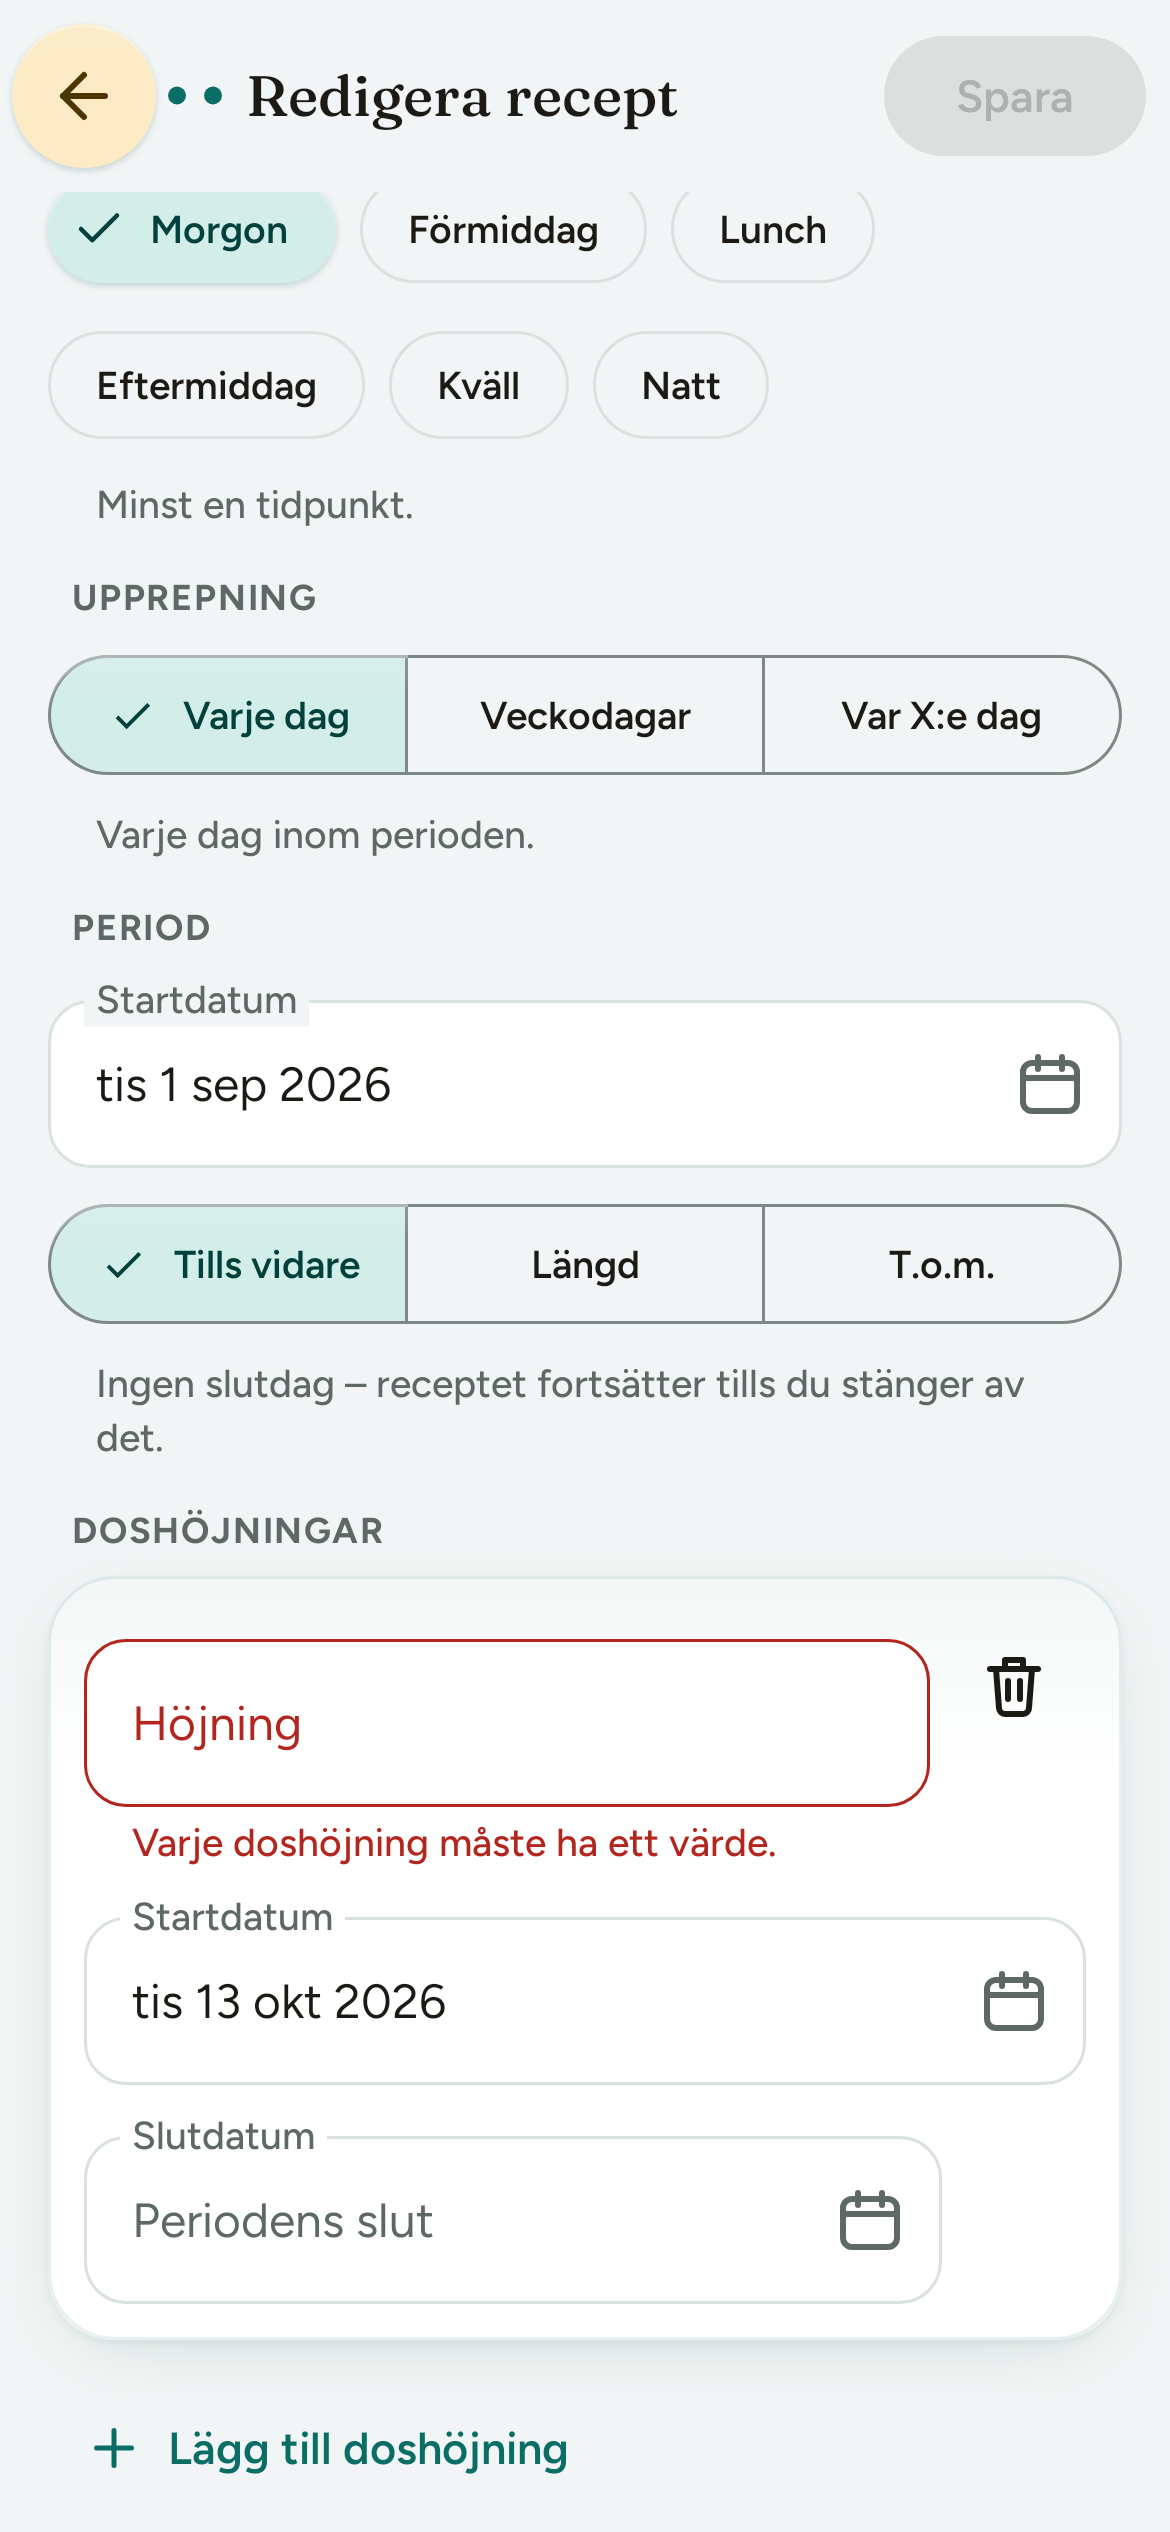 Redigera recept
Spara
Morgon
Förmiddag
Lunch
Eftermiddag
Kväll
Natt
Minst en tidpunkt.
UPPREPNING
Varje dag
Veckodagar
Var X:e dag
Varje dag inom perioden.
PERIOD
Startdatum
tis 1 sep 2026
Tills vidare
Längd
T.o.m.
Ingen slutdag – receptet fortsätter tills du stänger av
det.
DOSHÖJNINGAR
Höjning
Varje doshöjning måste ha ett värde.
Startdatum
tis 13 okt 2026
Slutdatum
Periodens slut
Lägg till doshöjning